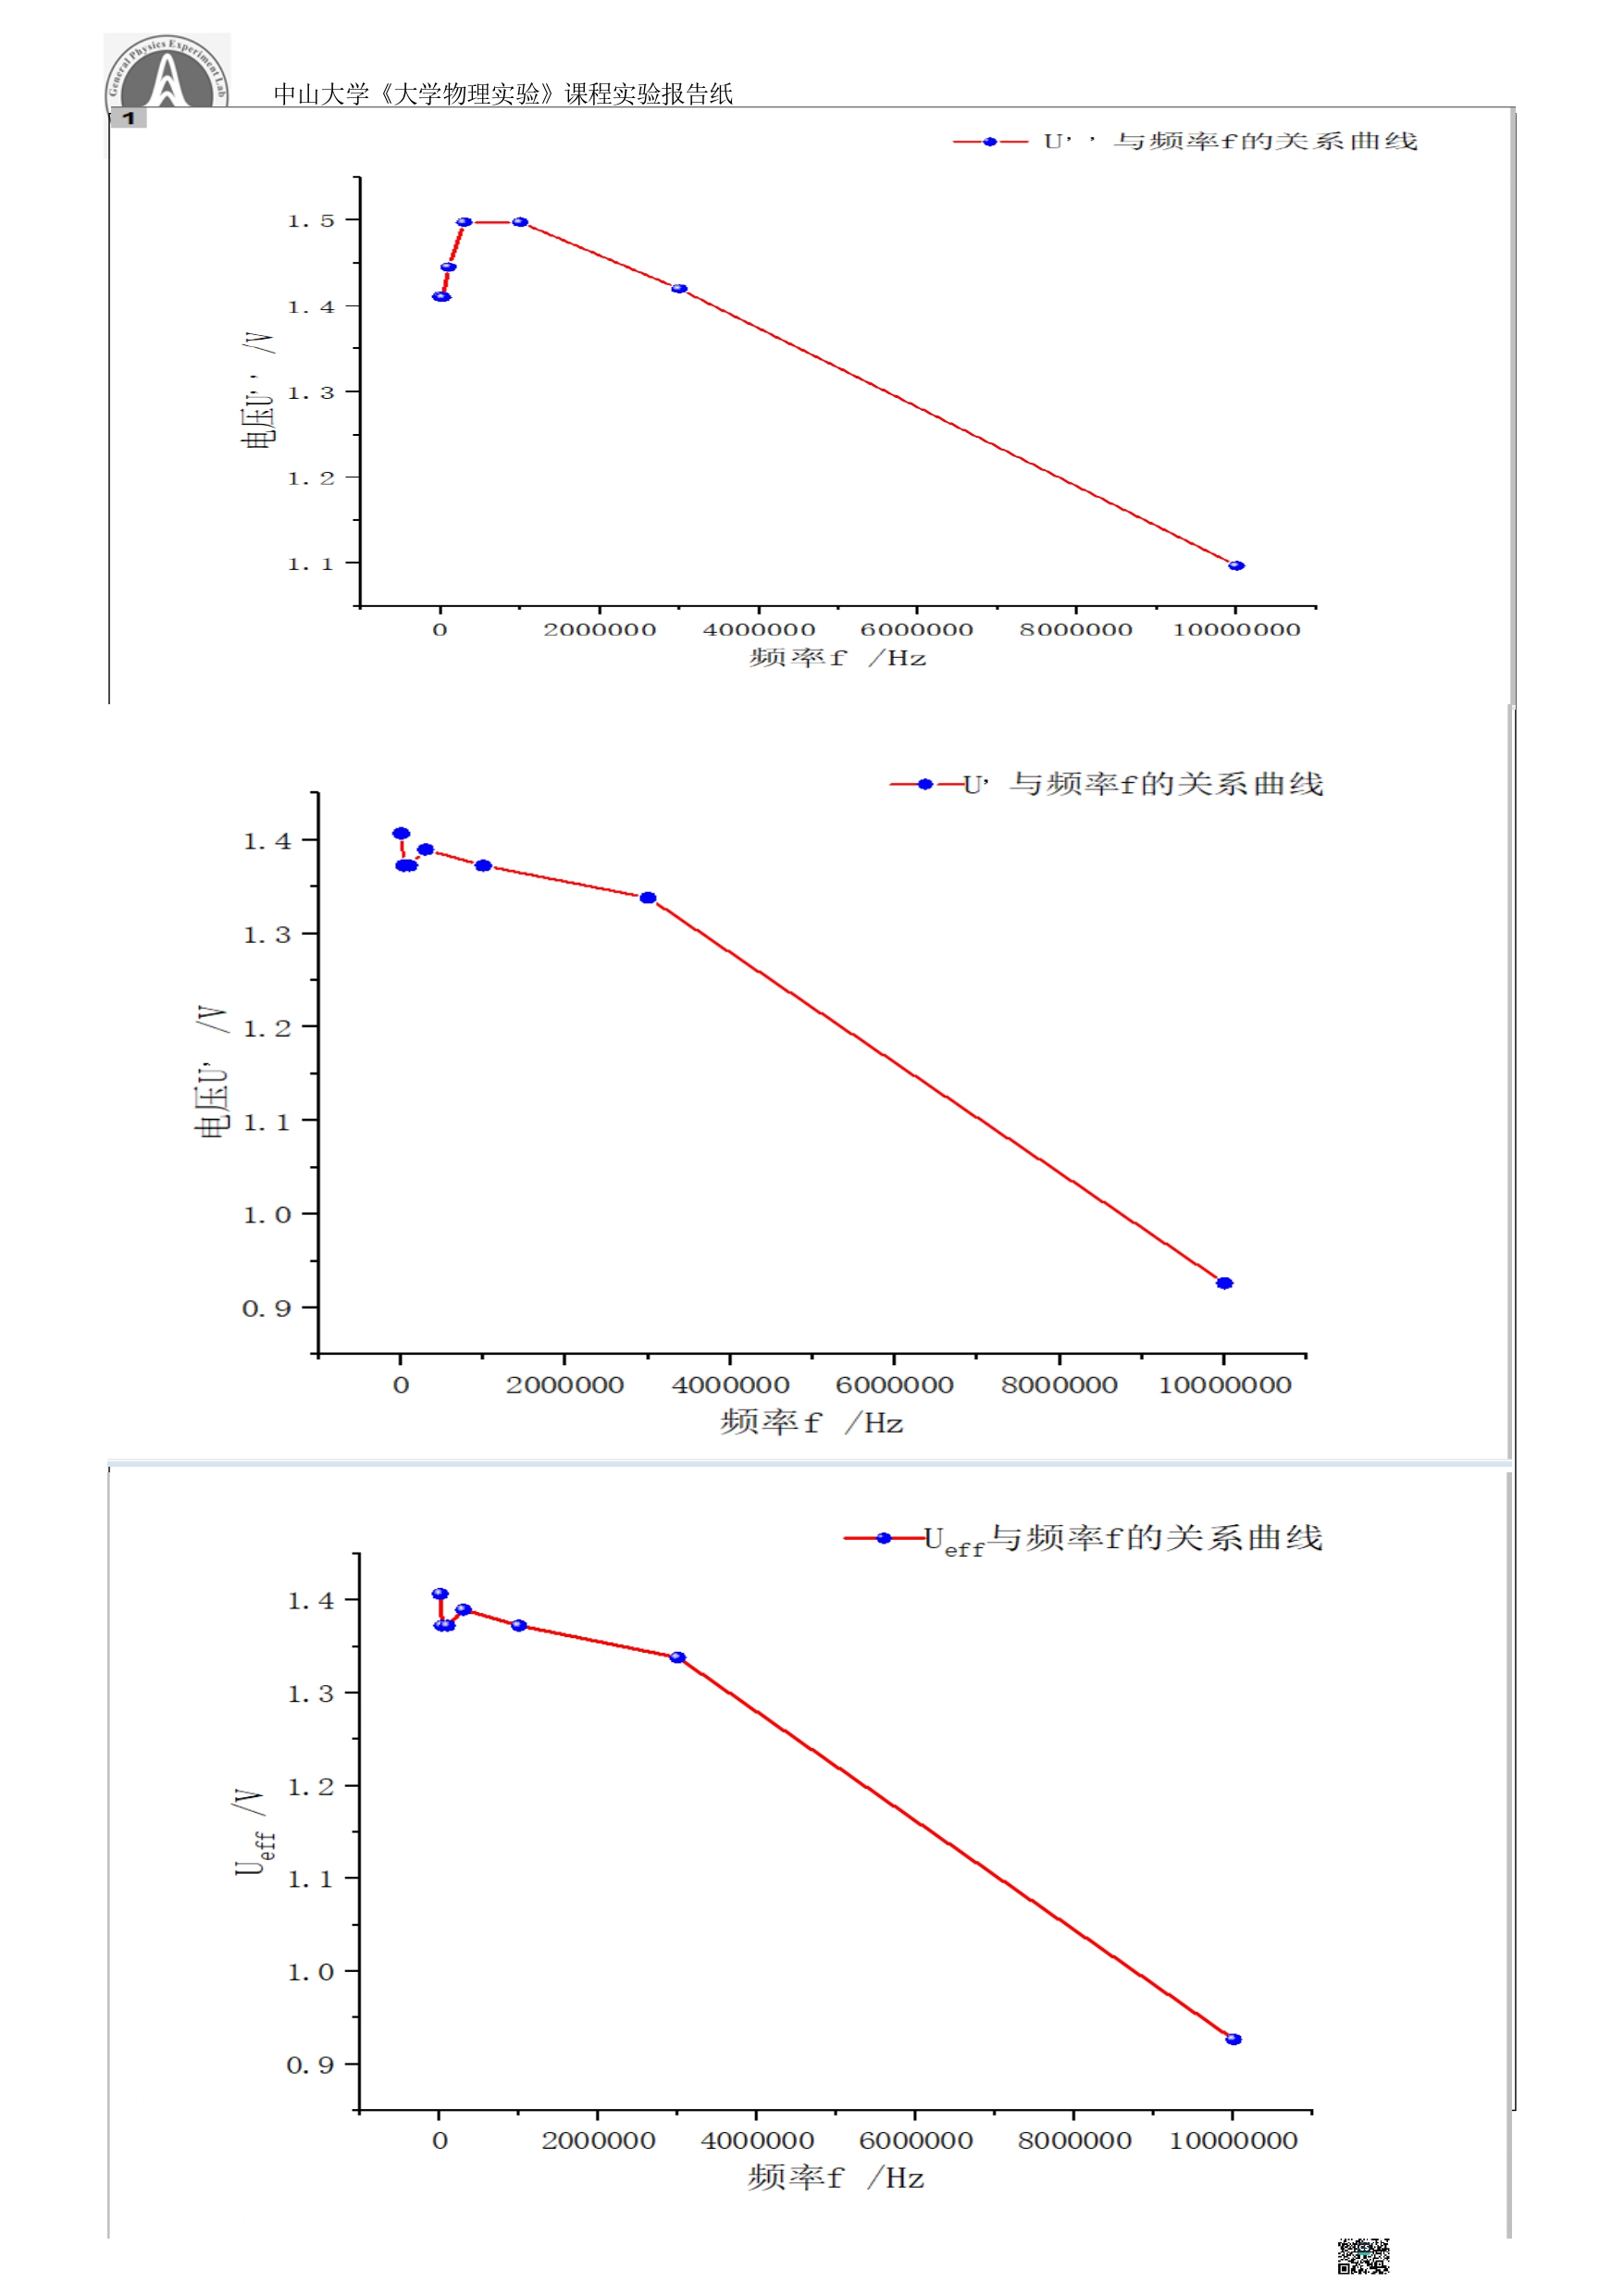 General Physics Experiment Lab
中山大学《大学物理实验》课程实验报告纸
1
U' ' 与频率f的关系曲线
1.5
1.4
1.3
1.2
1.1
电压U' ' /V
0 2000000 4000000 6000000 8000000 10000000
频率f /Hz
U' 与频率f的关系曲线
1.4
1.3
1.2
1.1
1.0
0.9
电压U' /V
0 2000000 4000000 6000000 8000000 10000000
频率f /Hz
Ueff与频率f的关系曲线
1.4
1.3
1.2
1.1
1.0
0.9
Ueff /V
0 2000000 4000000 6000000 8000000 10000000
频率f /Hz